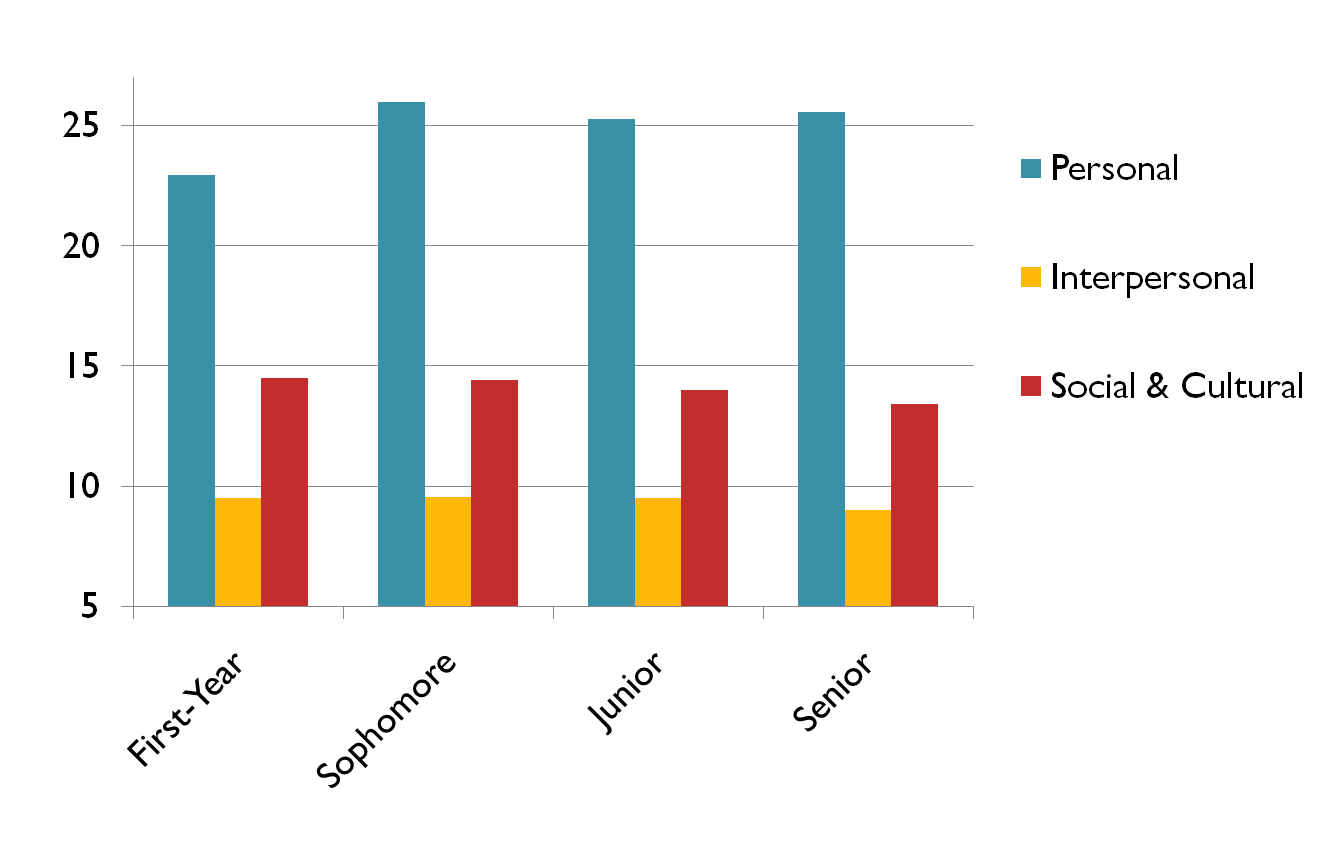 25
20
15
10
5
First-Year
Sophomore
Junior
Senior
Personal
Interpersonal
Social & Cultural